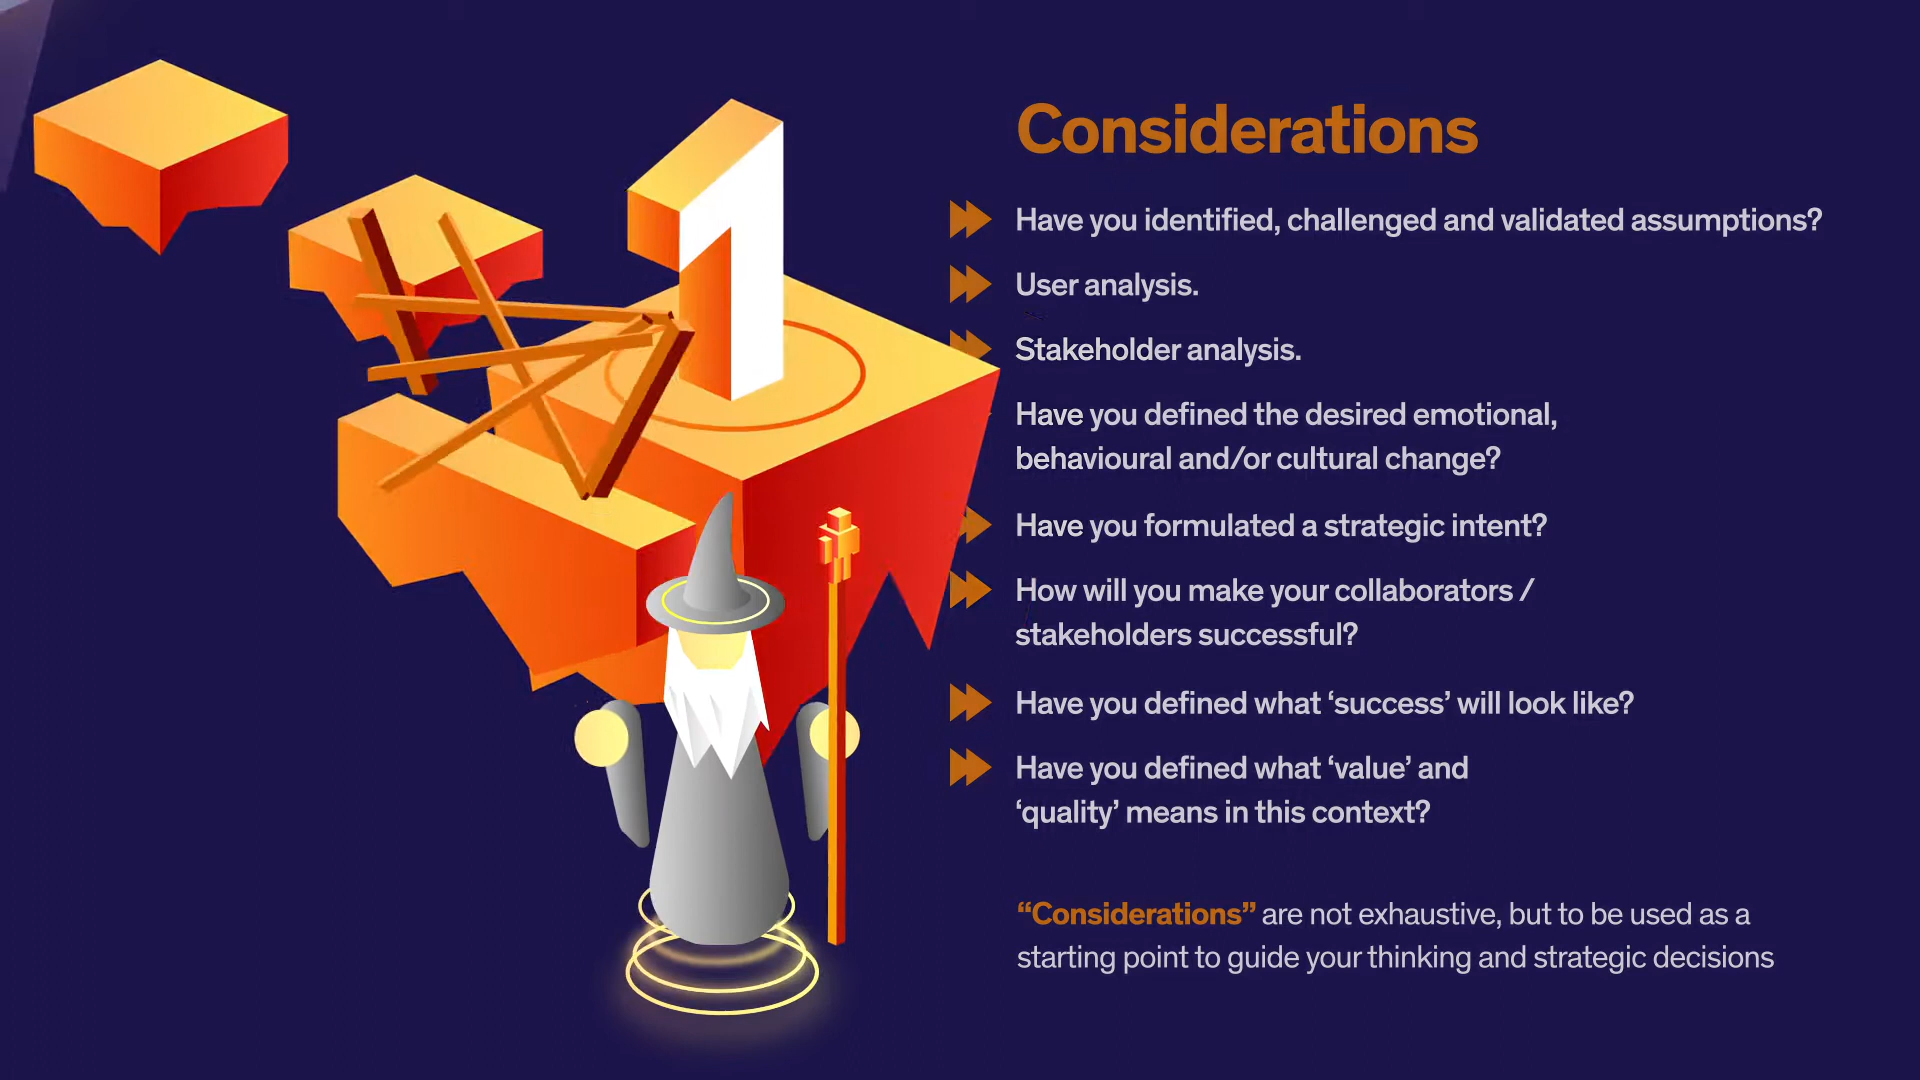 1
Considerations
Have you identified, challenged and validated assumptions?
User analysis.
Stakeholder analysis.
Have you defined the desired emotional,
behavioural and/or cultural change?
Have you formulated a strategic intent?
How will you make your collaborators /
stakeholders successful?
Have you defined what ‘success’ will look like?
Have you defined what ‘value’ and
‘quality’ means in this context?
“Considerations” are not exhaustive, but to be used as a
starting point to guide your thinking and strategic decisions